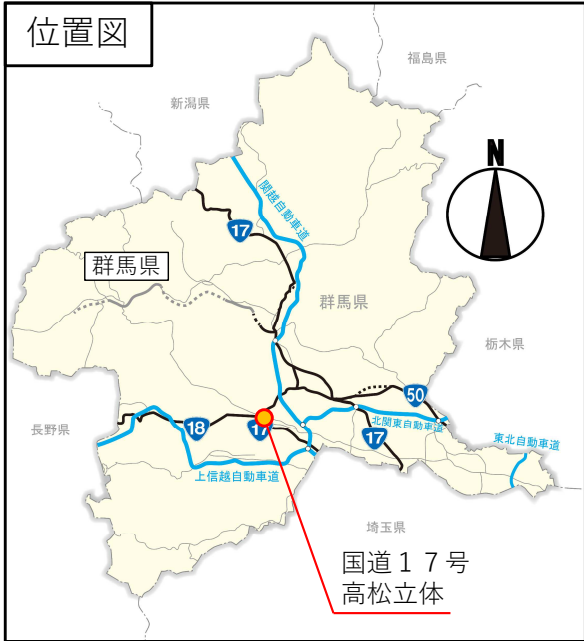 位置図
福島県
新潟県
N
関越自動車道
17
群馬県
群馬県
栃木県
50
長野県
18
17
北関東自動車道
17
東北自動車道
上信越自動車道
埼玉県
国道１７号
高松立体